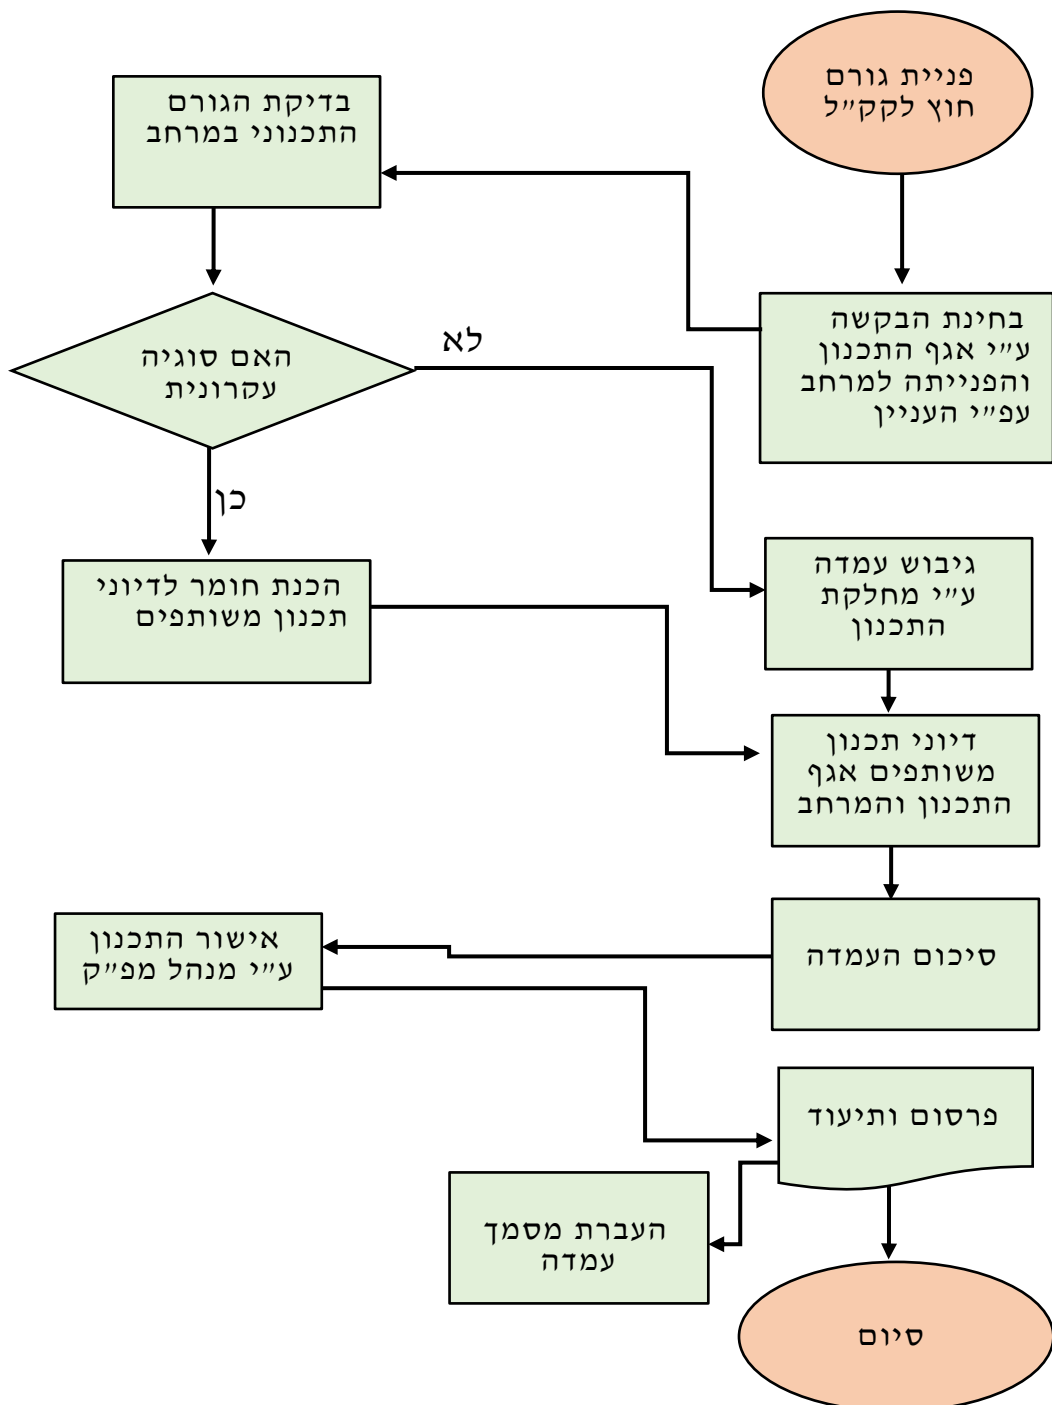 פניית גורם
חוץ לקק״ל
בחינת הבקשה
ע״י אגף התכנון
והפנייתה למרחב
עפ״י העניין
בדיקת הגורם
התכנוני במרחב
האם סוגיה
עקרונית
לא
כן
הכנת חומר לדיוני
תכנון משותפים
גיבוש עמדה
ע״י מחלקת
התכנון
דיוני תכנון
משותפים אגף
התכנון והמרחב
סיכום העמדה
אישור התכנון
ע״י מנהל מפ״ק
פרסום ותיעוד
העברת מסמך
עמדה
סיום